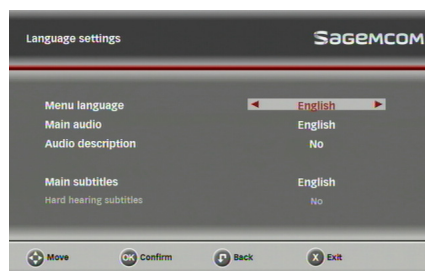 Language settings
SAGEMCOM
Menu language English
Main audio English
Audio description No
Main subtitles English
Hard hearing subtitles No
Move OK Confirm Back X Exit